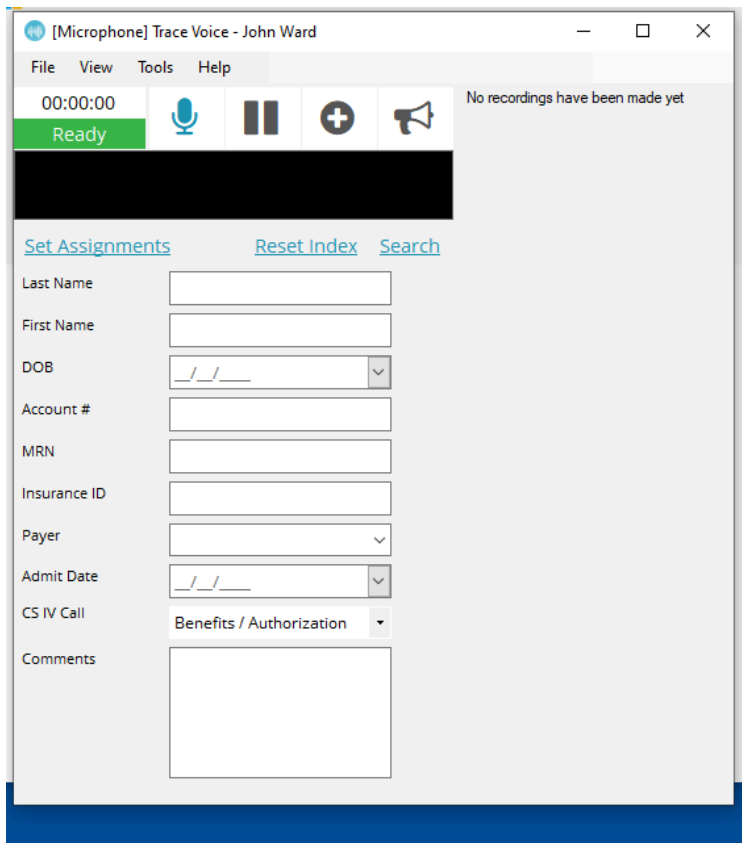 [Microphone] Trace Voice - John Ward
File View Tools Help
00:00:00
Ready
No recordings have been made yet
Set Assignments Reset Index Search
Last Name
First Name
DOB __/__/____
Account #
MRN
Insurance ID
Payer
Admit Date __/__/____
CS IV Call Benefits / Authorization
Comments